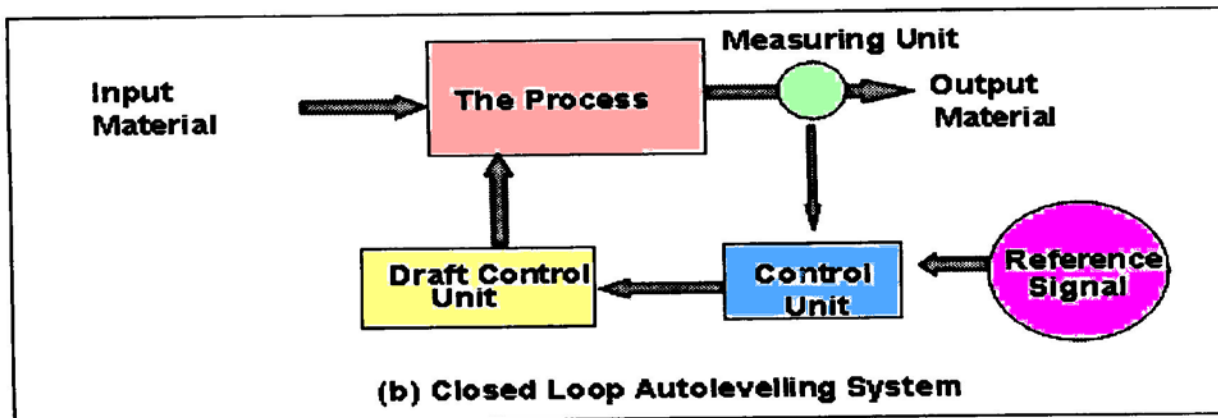 Measuring Unit
Input
Material
The Process
Output
Material
Draft Control
Unit
Control
Unit
Reference
Signal
(b) Closed Loop Autolevelling System